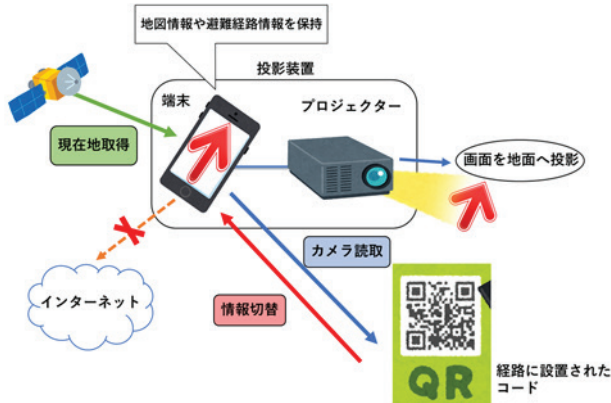 地図情報や避難経路情報を保持
投影装置
端末
プロジェクター
現在地取得
画面を地面へ投影
カメラ読取
インターネット
情報切替
QR
経路に設置された
コード